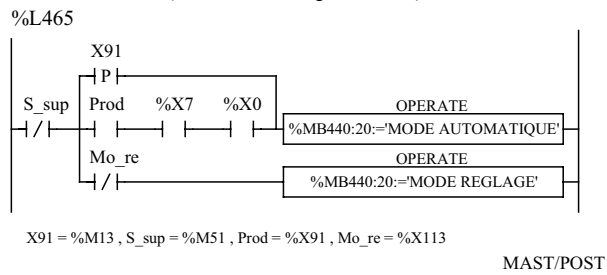 %L465
X91
P
S_sup Prod %X7 %X0 OPERATE
%MB440:20:='MODE AUTOMATIQUE'
Mo_re OPERATE
%MB440:20:='MODE REGLAGE'
X91 = %M13 , S_sup = %M51 , Prod = %X91 , Mo_re = %X113
MAST/POST